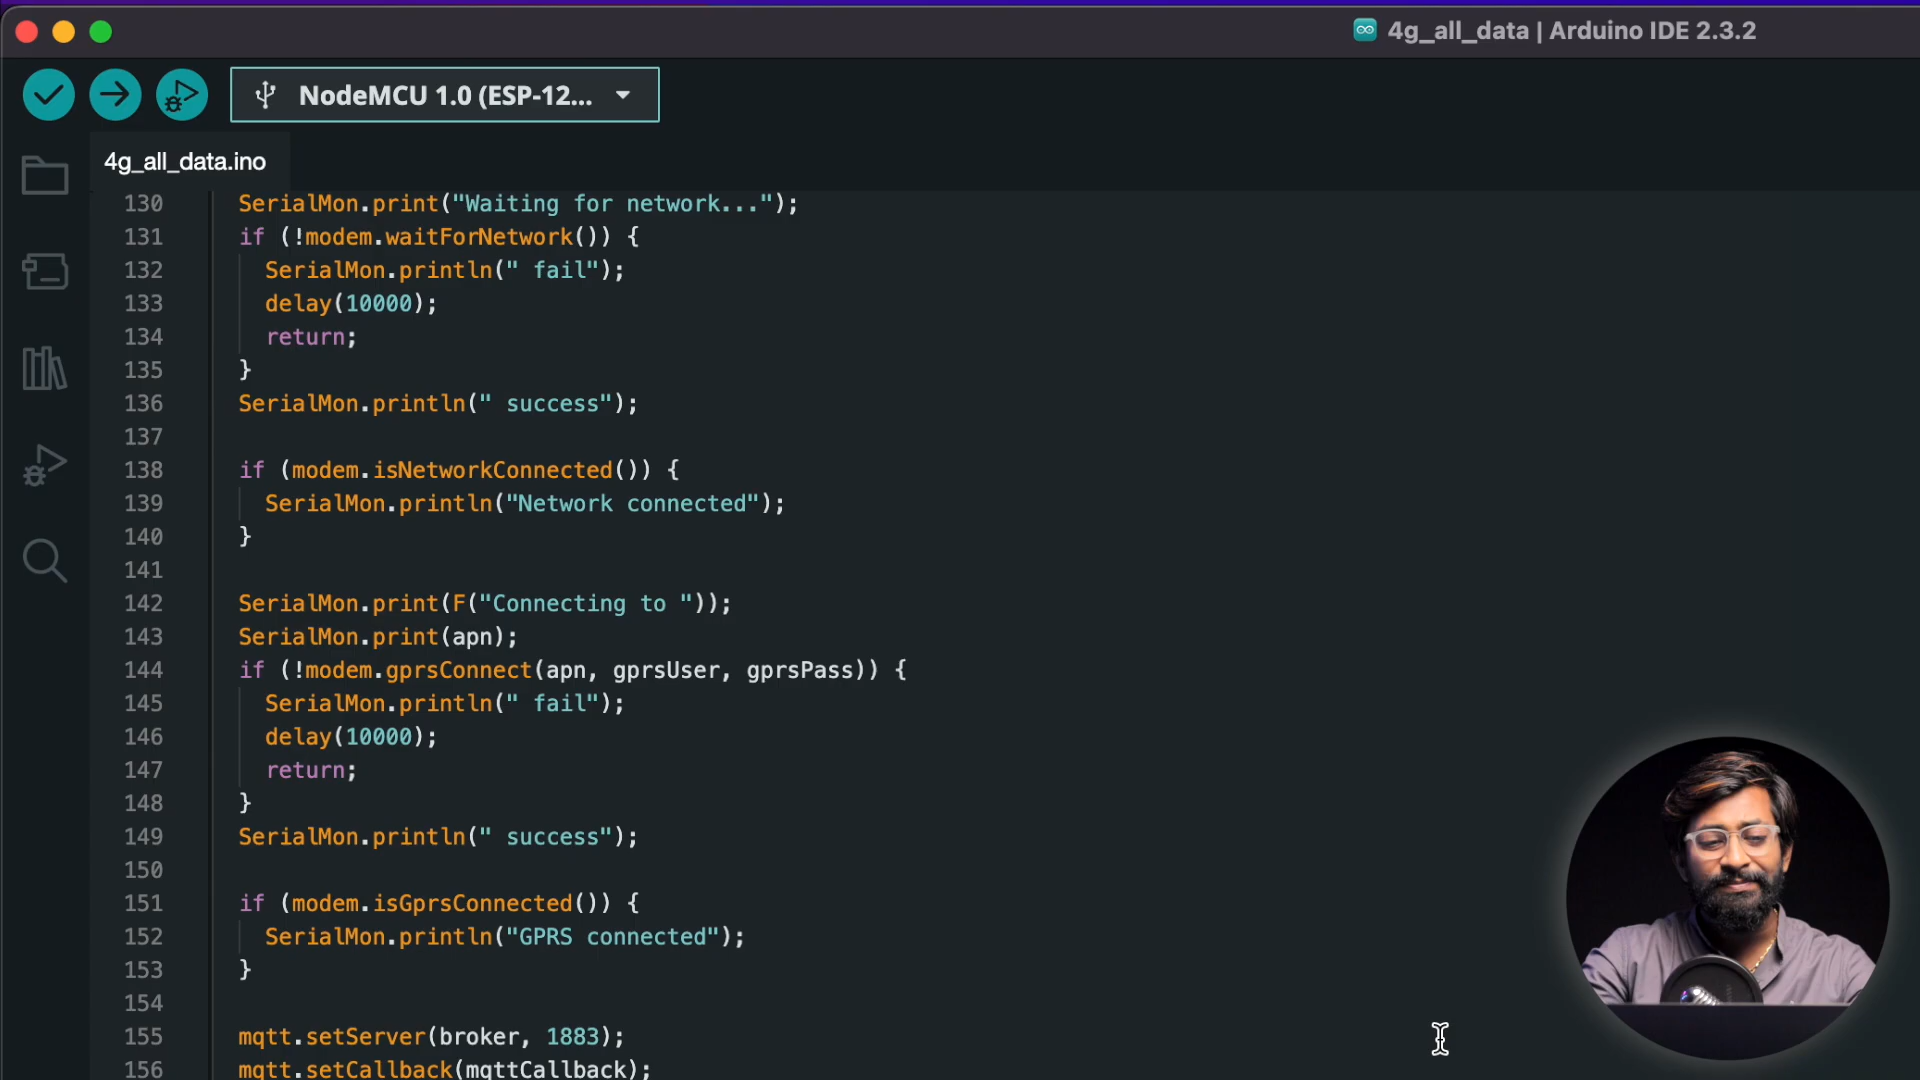 4g_all_data | Arduino IDE 2.3.2
NodeMCU 1.0 (ESP-12...
4g_all_data.ino
130 SerialMon.print("Waiting for network...");
131 if (!modem.waitForNetwork()) {
132 SerialMon.println(" fail");
133 delay(10000);
134 return;
135 }
136 SerialMon.println(" success");
137
138 if (modem.isNetworkConnected()) {
139 SerialMon.println("Network connected");
140 }
141
142 SerialMon.print(F("Connecting to "));
143 SerialMon.print(apn);
144 if (!modem.gprsConnect(apn, gprsUser, gprsPass)) {
145 SerialMon.println(" fail");
146 delay(10000);
147 return;
148 }
149 SerialMon.println(" success");
150
151 if (modem.isGprsConnected()) {
152 SerialMon.println("GPRS connected");
153 }
154
155 mqtt.setServer(broker, 1883);
156 mqtt.setCallback(mqttCallback);